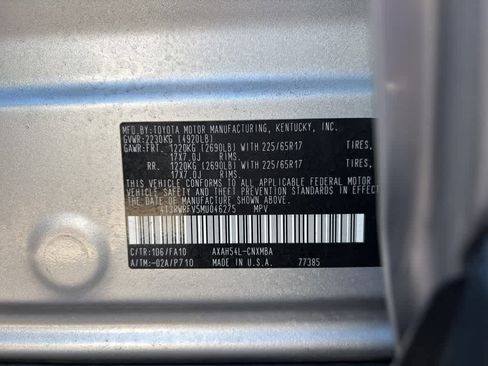 MFD.BY:TOYOTA MOTOR MANUFACTURING, KENTUCKY, INC.
GVWR:2230KG (4920LB)
GAWR:FRT. 1220KG (2690LB) WITH 225/65R17 TIRES,
17X7.0J RIMS,
RR. 1220KG (2690LB) WITH 225/65R17 TIRES,
17X7.0J RIMS,
THIS VEHICLE CONFORMS TO ALL APPLICABLE FEDERAL MOTOR
VEHICLE SAFETY AND THEFT PREVENTION STANDARDS IN EFFECT ON
THE DATE OF MANUFACTURE SHOWN ABOVE.
MPV
C/TR:1D6/FA10 AXAH54L-CNXMBA
A/TM:-02A/P710 MADE IN U.S.A. 77385